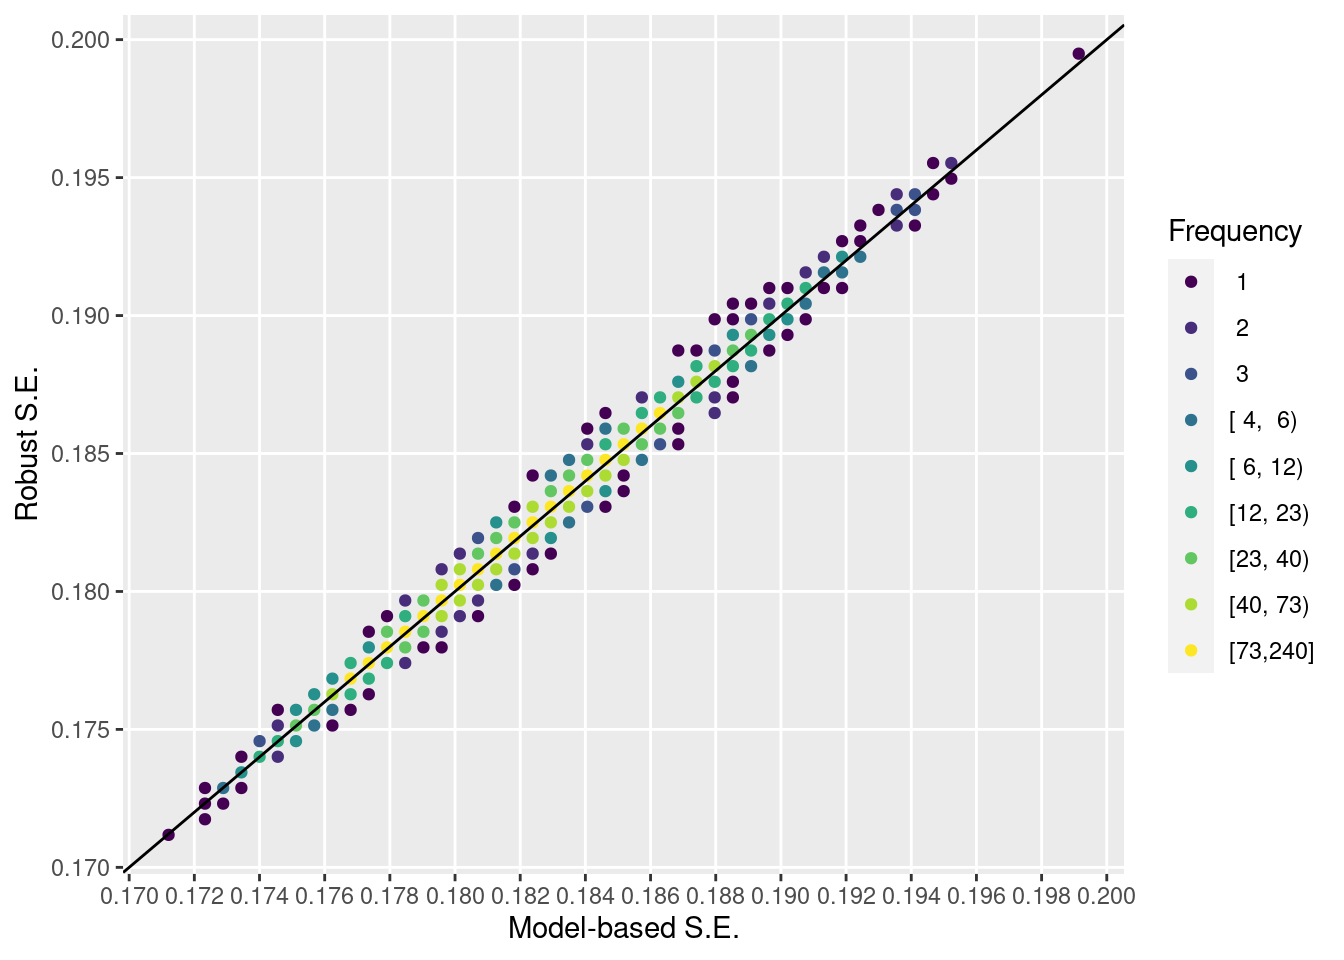 0.200
0.195
0.190
0.185
0.180
0.175
0.170
Robust S.E.
0.170 0.172 0.174 0.176 0.178 0.180 0.182 0.184 0.186 0.188 0.190 0.192 0.194 0.196 0.198 0.200
Model-based S.E.
Frequency
1
2
3
[ 4,  6)
[ 6, 12)
[12, 23)
[23, 40)
[40, 73)
[73,240]